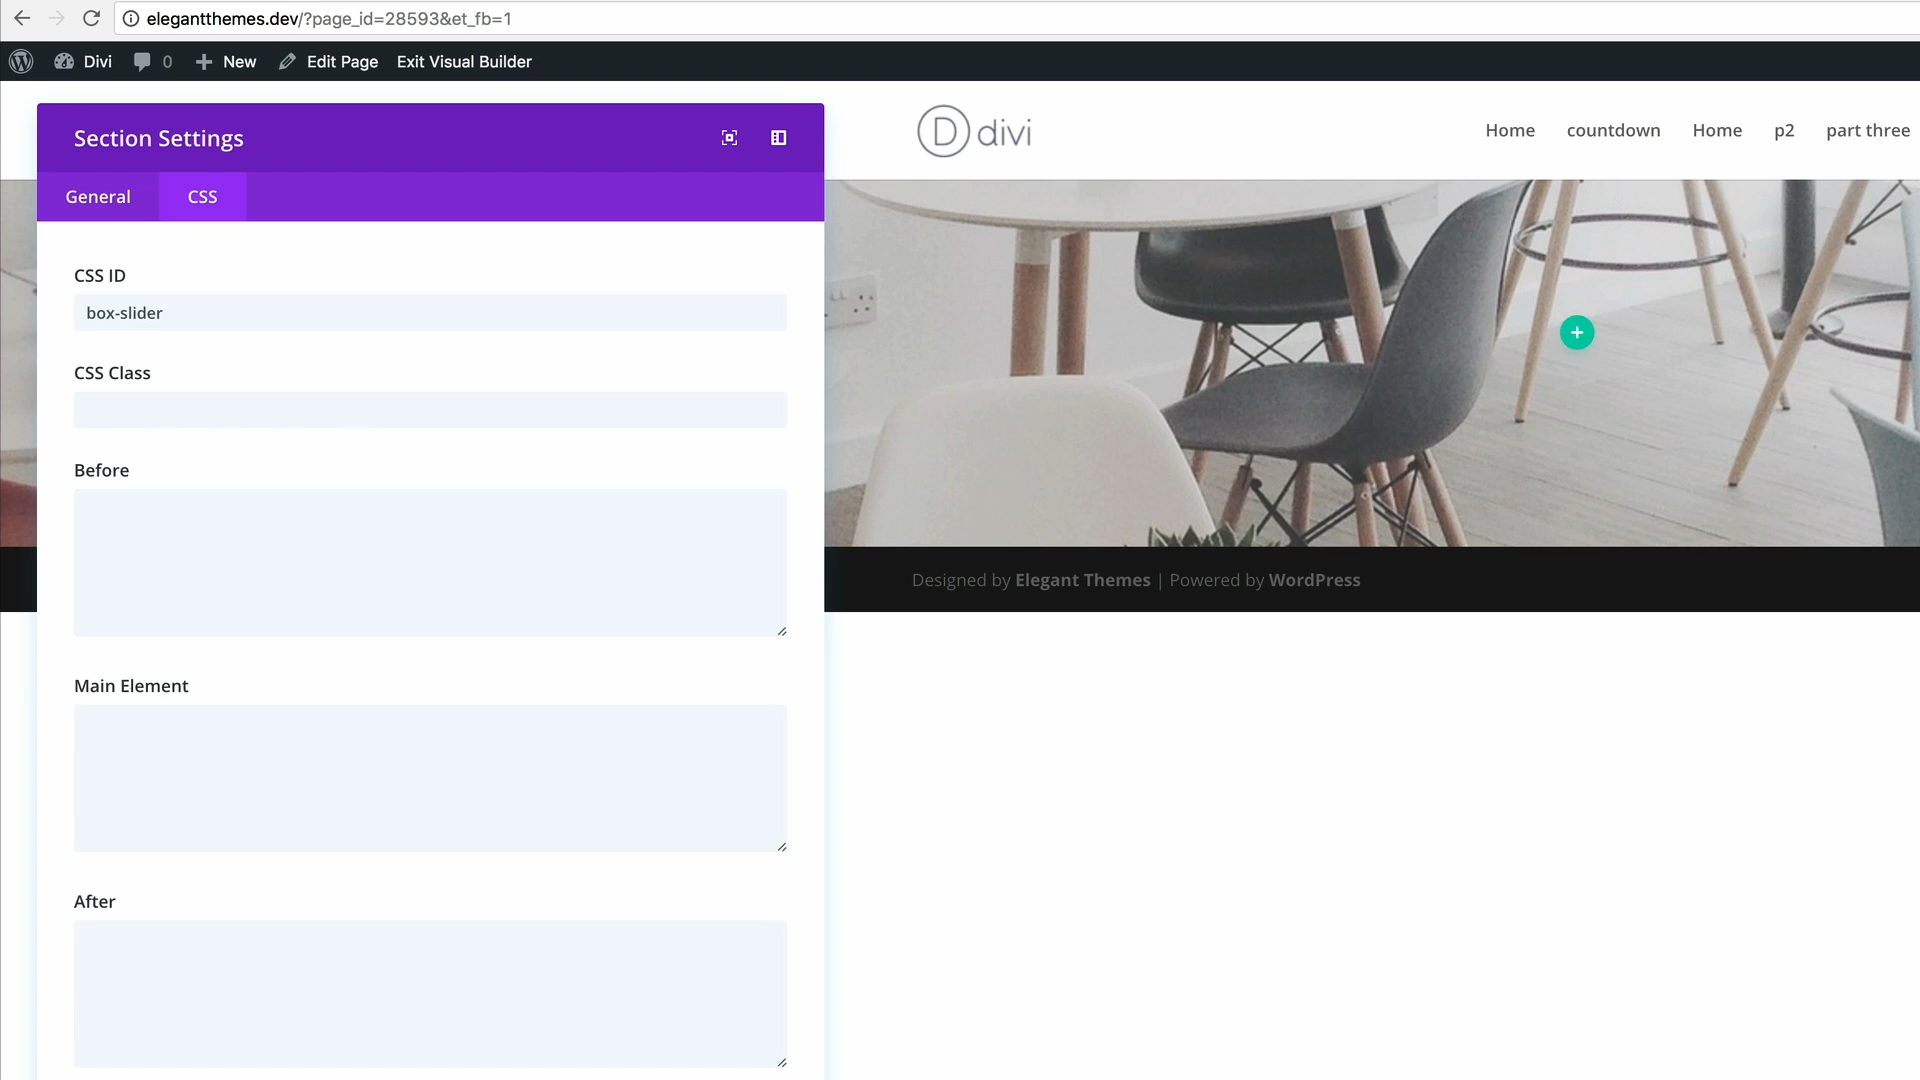 elegantthemes.dev/?page_id=28593&et_fb=1
Divi 0 New Edit Page Exit Visual Builder
Section Settings
General CSS
CSS ID
box-slider
CSS Class
Before
Main Element
After
D divi
Home countdown Home p2 part three
Designed by Elegant Themes | Powered by WordPress